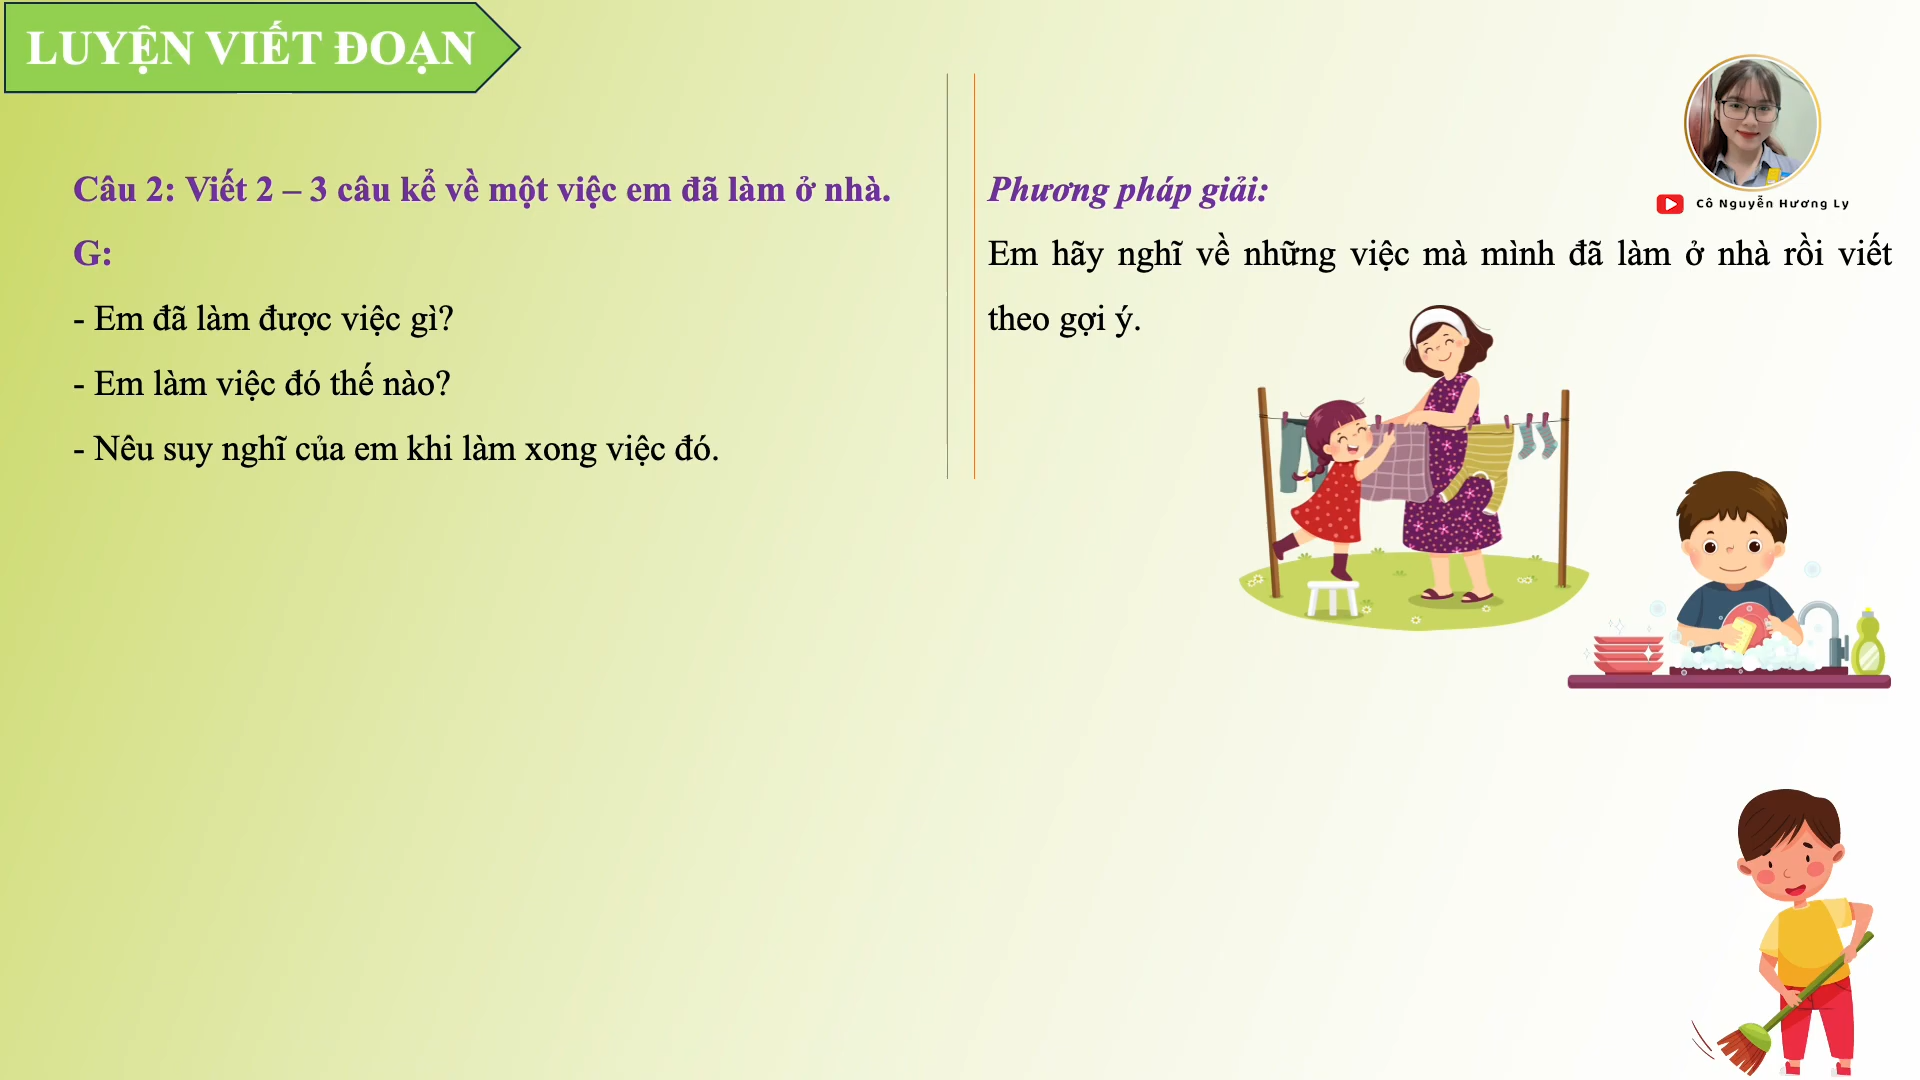 LUYỆN VIẾT ĐOẠN
Câu 2: Viết 2 – 3 câu kể về một việc em đã làm ở nhà.
G:
- Em đã làm được việc gì?
- Em làm việc đó thế nào?
- Nêu suy nghĩ của em khi làm xong việc đó.
Phương pháp giải:
Em hãy nghĩ về những việc mà mình đã làm ở nhà rồi viết
theo gợi ý.
Cô Nguyễn Hương Ly